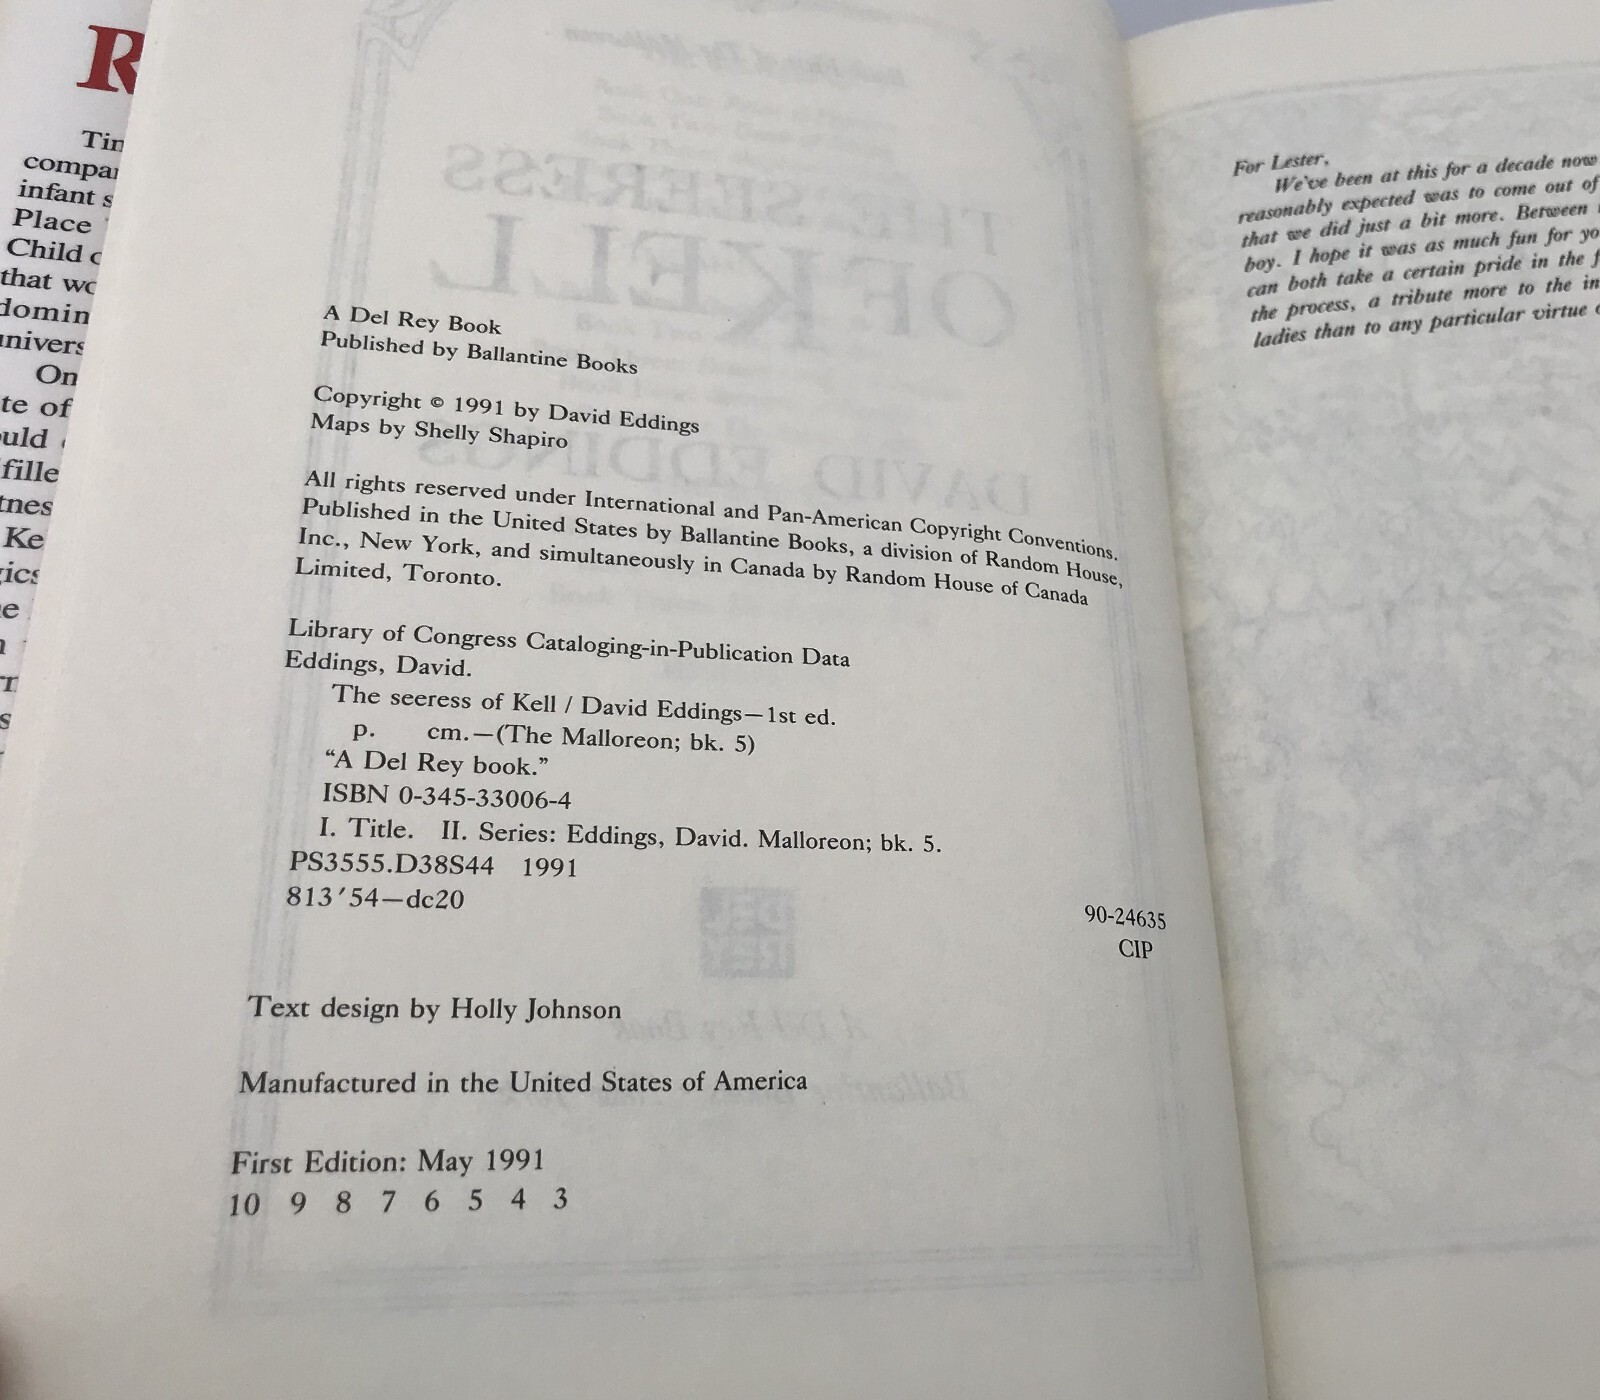 R
Tin
compa
infant s
Place
Child
that wo
domin
univers
On
te of
ould
fille
tnes
Ke
gics
A Del Rey Book
Published by Ballantine Books
Copyright © 1991 by David Eddings
Maps by Shelly Shapiro
All rights reserved under International and Pan-American Copyright Conventions.
Published in the United States by Ballantine Books, a division of Random House,
Inc., New York, and simultaneously in Canada by Random House of Canada
Limited, Toronto.
Library of Congress Cataloging-in-Publication Data
Eddings, David.
The seeress of Kell / David Eddings—1st ed.
p. cm.—(The Malloreon; bk. 5)
“A Del Rey book.”
ISBN 0-345-33006-4
I. Title. II. Series: Eddings, David. Malloreon; bk. 5.
PS3555.D38S44 1991
813′54—dc20
90-24635
CIP
Text design by Holly Johnson
Manufactured in the United States of America
First Edition: May 1991
10 9 8 7 6 5 4 3
For Lester,
We've been at this for a decade now
reasonably expected was to come out of
that we did just a bit more. Between
boy. I hope it was as much fun for yo
can both take a certain pride in the f
the process, a tribute more to the in
ladies than to any particular virtue